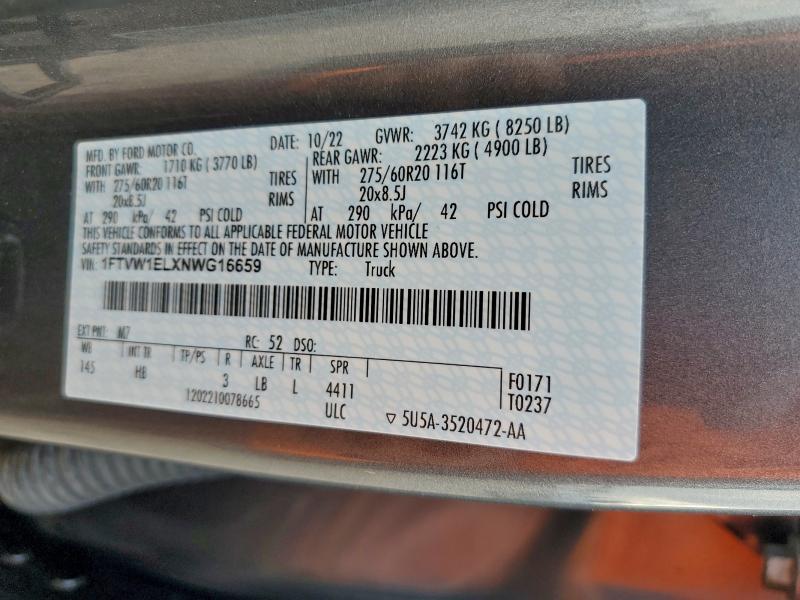 MFD. BY FORD MOTOR CO.
DATE: 10/22 GVWR: 3742 KG ( 8250 LB)
FRONT GAWR: 1710 KG ( 3770 LB)
WITH 275/60R20 116T TIRES
20x8.5J RIMS
AT 290 kPa/ 42 PSI COLD
REAR GAWR: 2223 KG ( 4900 LB)
WITH 275/60R20 116T TIRES
20x8.5J RIMS
AT 290 kPa/ 42 PSI COLD
THIS VEHICLE CONFORMS TO ALL APPLICABLE FEDERAL MOTOR VEHICLE
SAFETY STANDARDS IN EFFECT ON THE DATE OF MANUFACTURE SHOWN ABOVE.
VIN: 1FTVW1ELXNWG16659 TYPE: Truck
EXT PNT: M7 RC: 52 DSO:
WB INT TR TP/PS R AXLE TR SPR
145 HB 3 LB L 4411
1202210078665 ULC
F0171
T0237
5U5A-3520472-AA